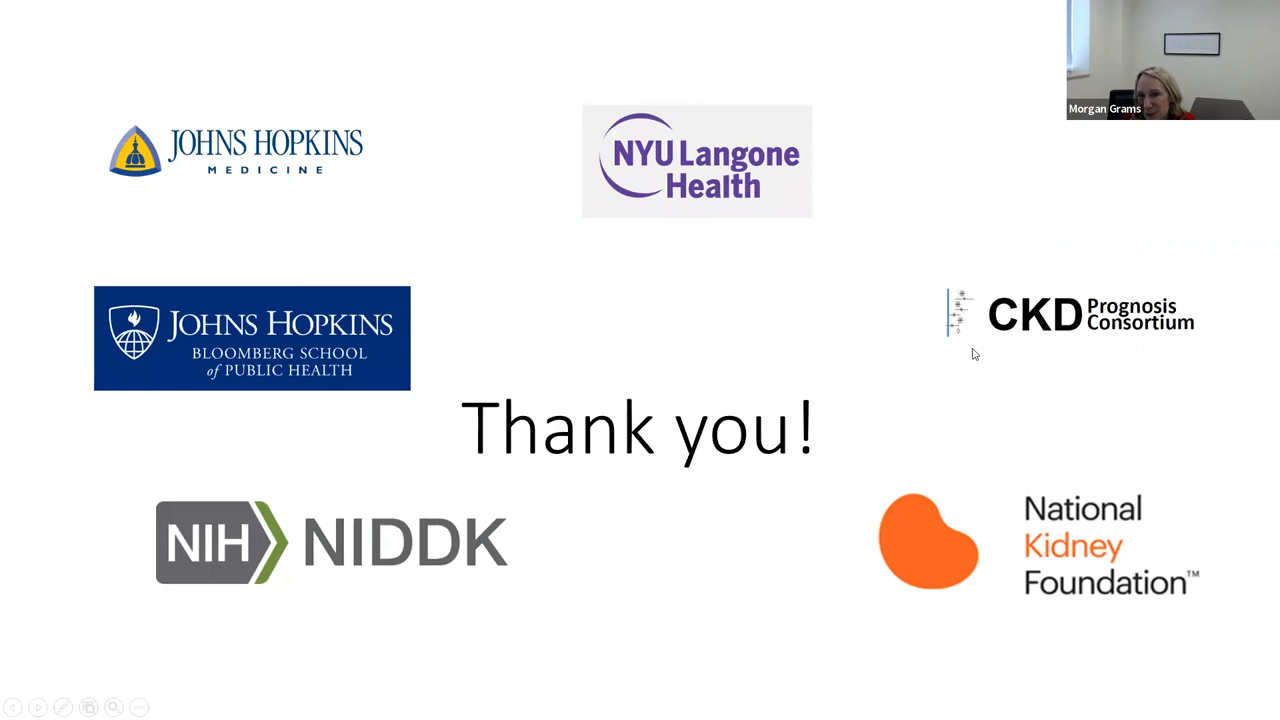 Morgan Grams
JOHNS HOPKINS
MEDICINE
NYU Langone
Health
JOHNS HOPKINS
BLOOMBERG SCHOOL
of PUBLIC HEALTH
CKD Prognosis
Consortium
Thank you!
NIH NIDDK
National
Kidney
Foundation™